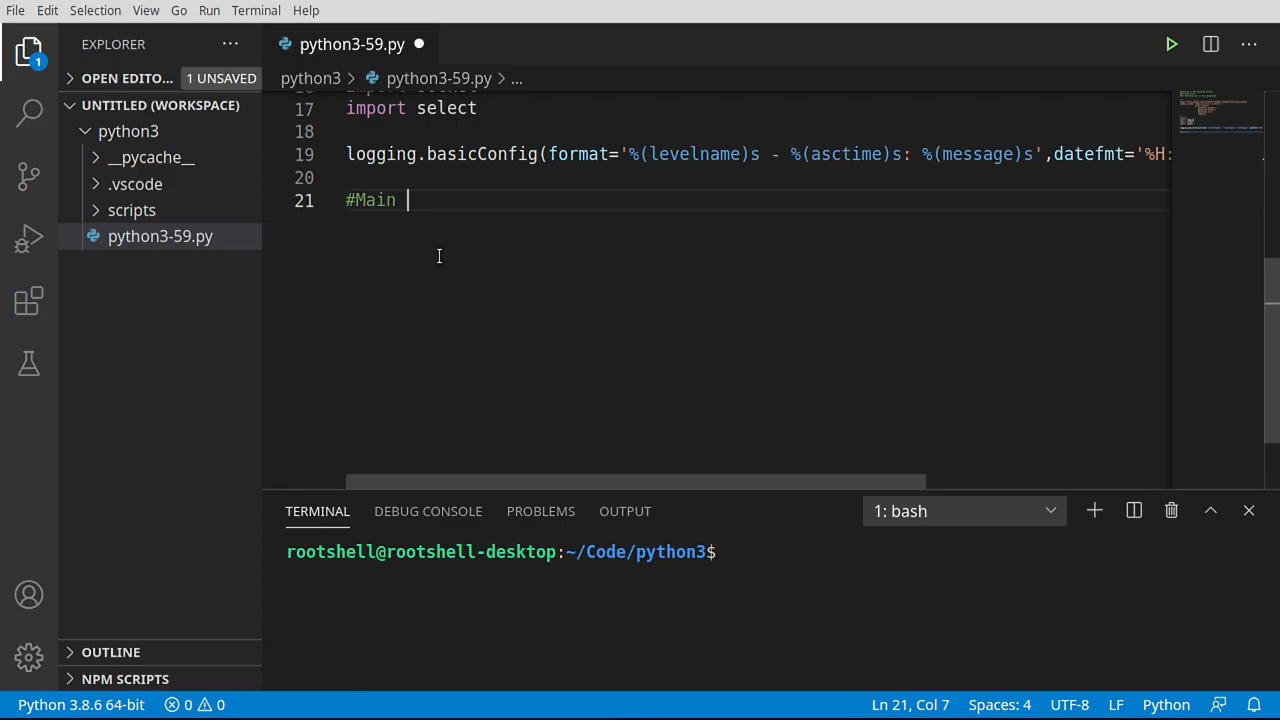 File Edit Selection View Go Run Terminal Help
EXPLORER
python3-59.py
OPEN EDITO... 1 UNSAVED
python3 > python3-59.py > ...
UNTITLED (WORKSPACE)
python3
__pycache__
.vscode
scripts
python3-59.py
17 import select
18
19 logging.basicConfig(format='%(levelname)s - %(asctime)s: %(message)s',datefmt='%H:
20
21 #Main
1
TERMINAL DEBUG CONSOLE PROBLEMS OUTPUT 1: bash
rootshell@rootshell-desktop:~/Code/python3$
OUTLINE
NPM SCRIPTS
Python 3.8.6 64-bit 0 0 Ln 21, Col 7 Spaces: 4 UTF-8 LF Python